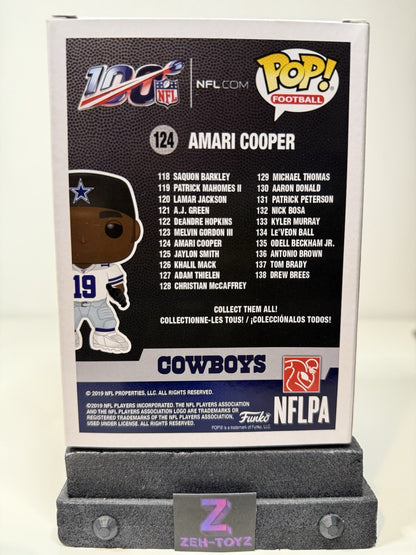 100 NFL
NFL.COM
POP!
FOOTBALL
124 AMARI COOPER
118 SAQUON BARKLEY
119 PATRICK MAHOMES II
120 LAMAR JACKSON
121 A.J. GREEN
122 DeANDRE HOPKINS
123 MELVIN GORDON III
124 AMARI COOPER
125 JAYLON SMITH
126 KHALIL MACK
127 ADAM THIELEN
128 CHRISTIAN McCAFFREY
129 MICHAEL THOMAS
130 AARON DONALD
131 PATRICK PETERSON
132 NICK BOSA
133 KYLER MURRAY
134 Le'VEON BALL
135 ODELL BECKHAM JR.
136 ANTONIO BROWN
137 TOM BRADY
138 DREW BREES
19
COLLECT THEM ALL!
COLLECTIONNE-LES TOUS! / ¡COLECCIÓNALOS TODOS!
COWBOYS
© 2019 NFL PROPERTIES, LLC. ALL RIGHTS RESERVED.
©2019 NFL PLAYERS INCORPORATED. THE NFL PLAYERS ASSOCIATION
AND THE NFL PLAYERS ASSOCIATION LOGO ARE TRADEMARKS OR
REGISTERED TRADEMARKS OF THE NFL PLAYERS ASSOCIATION.
USED UNDER LICENSE. ALL RIGHTS RESERVED.
Funko
POP!® is a trademark of Funko, LLC.
NFLPA
Z
ZEH-TOYZ